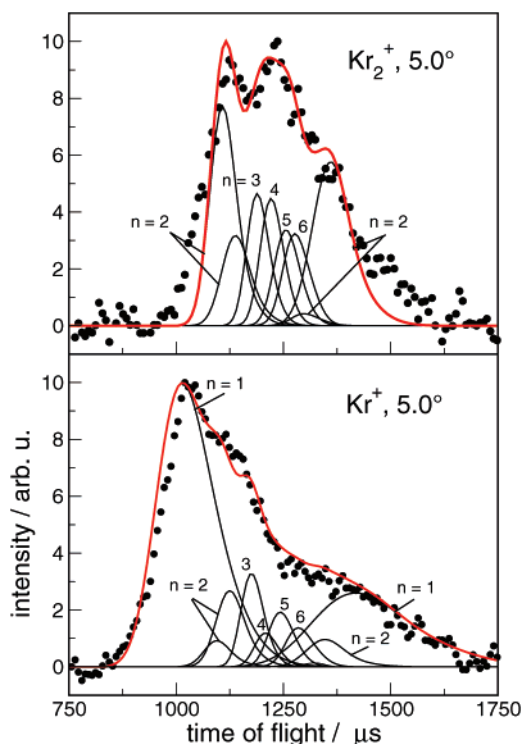 Kr₂⁺, 5.0°
10
8
6
4
2
0
n = 2
n = 3
4
5
6
n = 2
Kr⁺, 5.0°
10
8
6
4
2
0
n = 1
n = 2
3
4
5
6
n = 1
n = 2
750 1000 1250 1500 1750
time of flight / μs
intensity / arb. u.